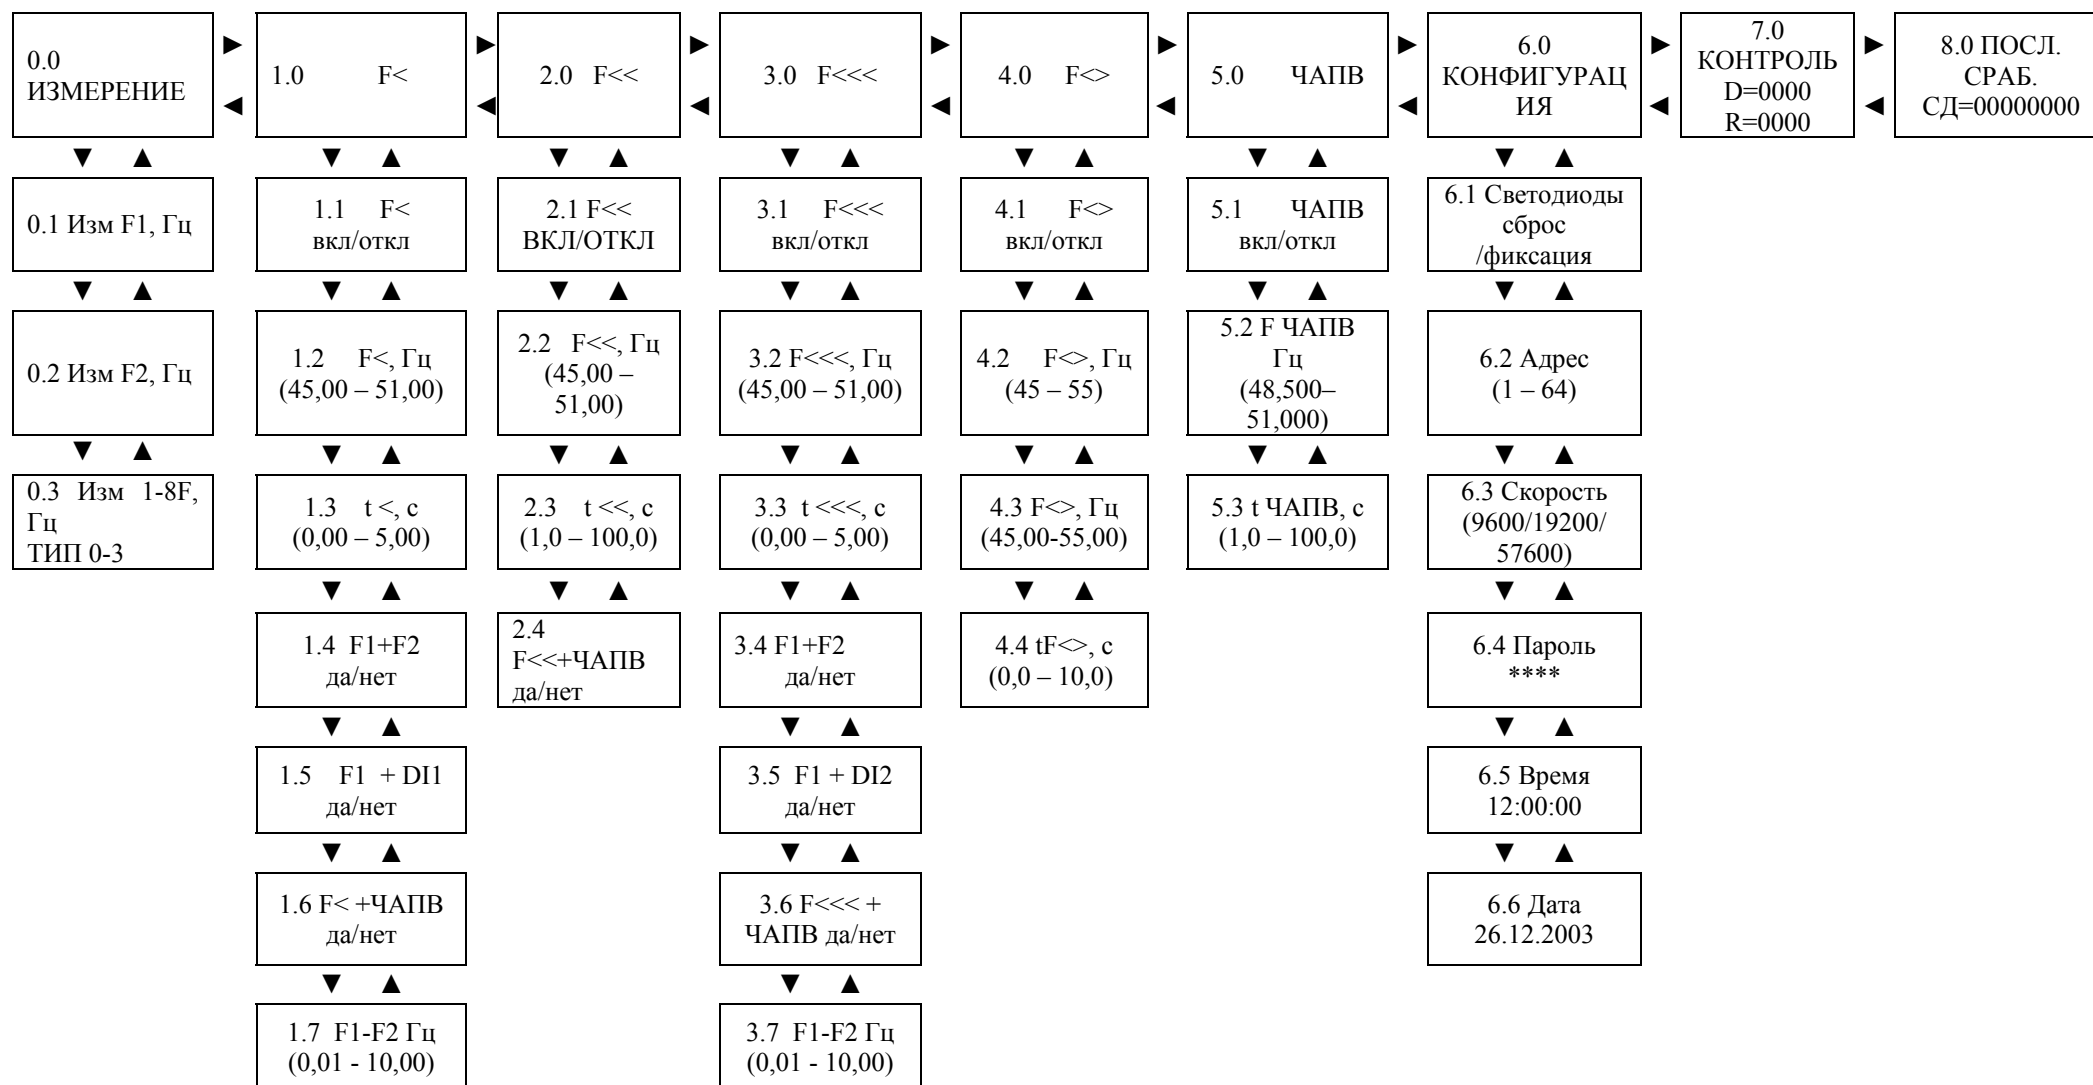 0.0
ИЗМЕРЕНИЕ
1.0 F<
2.0 F<<
3.0 F<<<
4.0 F<>
5.0 ЧАПВ
6.0
КОНФИГУРАЦ
ИЯ
7.0
КОНТРОЛЬ
D=0000
R=0000
8.0 ПОСЛ.
СРАБ.
СД=00000000
0.1 Изм F1, Гц
1.1 F<
вкл/откл
2.1 F<<
ВКЛ/ОТКЛ
3.1 F<<<
вкл/откл
4.1 F<>
вкл/откл
5.1 ЧАПВ
вкл/откл
6.1 Светодиоды
сброс
/фиксация
0.2 Изм F2, Гц
1.2 F<, Гц
(45,00 – 51,00)
2.2 F<<, Гц
(45,00 –
51,00)
3.2 F<<<, Гц
(45,00 – 51,00)
4.2 F<>, Гц
(45 – 55)
5.2 F ЧАПВ
Гц
(48,500–
51,000)
6.2 Адрес
(1 – 64)
0.3 Изм 1-8F,
Гц
ТИП 0-3
1.3 t <, с
(0,00 – 5,00)
2.3 t <<, с
(1,0 – 100,0)
3.3 t <<<, с
(0,00 – 5,00)
4.3 F<>, Гц
(45,00-55,00)
5.3 t ЧАПВ, с
(1,0 – 100,0)
6.3 Скорость
(9600/19200/
57600)
1.4 F1+F2
да/нет
2.4
F<<+ЧАПВ
да/нет
3.4 F1+F2
да/нет
4.4 tF<>, с
(0,0 – 10,0)
6.4 Пароль
****
1.5 F1 + DI1
да/нет
3.5 F1 + DI2
да/нет
6.5 Время
12:00:00
1.6 F< +ЧАПВ
да/нет
3.6 F<<< +
ЧАПВ да/нет
6.6 Дата
26.12.2003
1.7 F1-F2 Гц
(0,01 - 10,00)
3.7 F1-F2 Гц
(0,01 - 10,00)